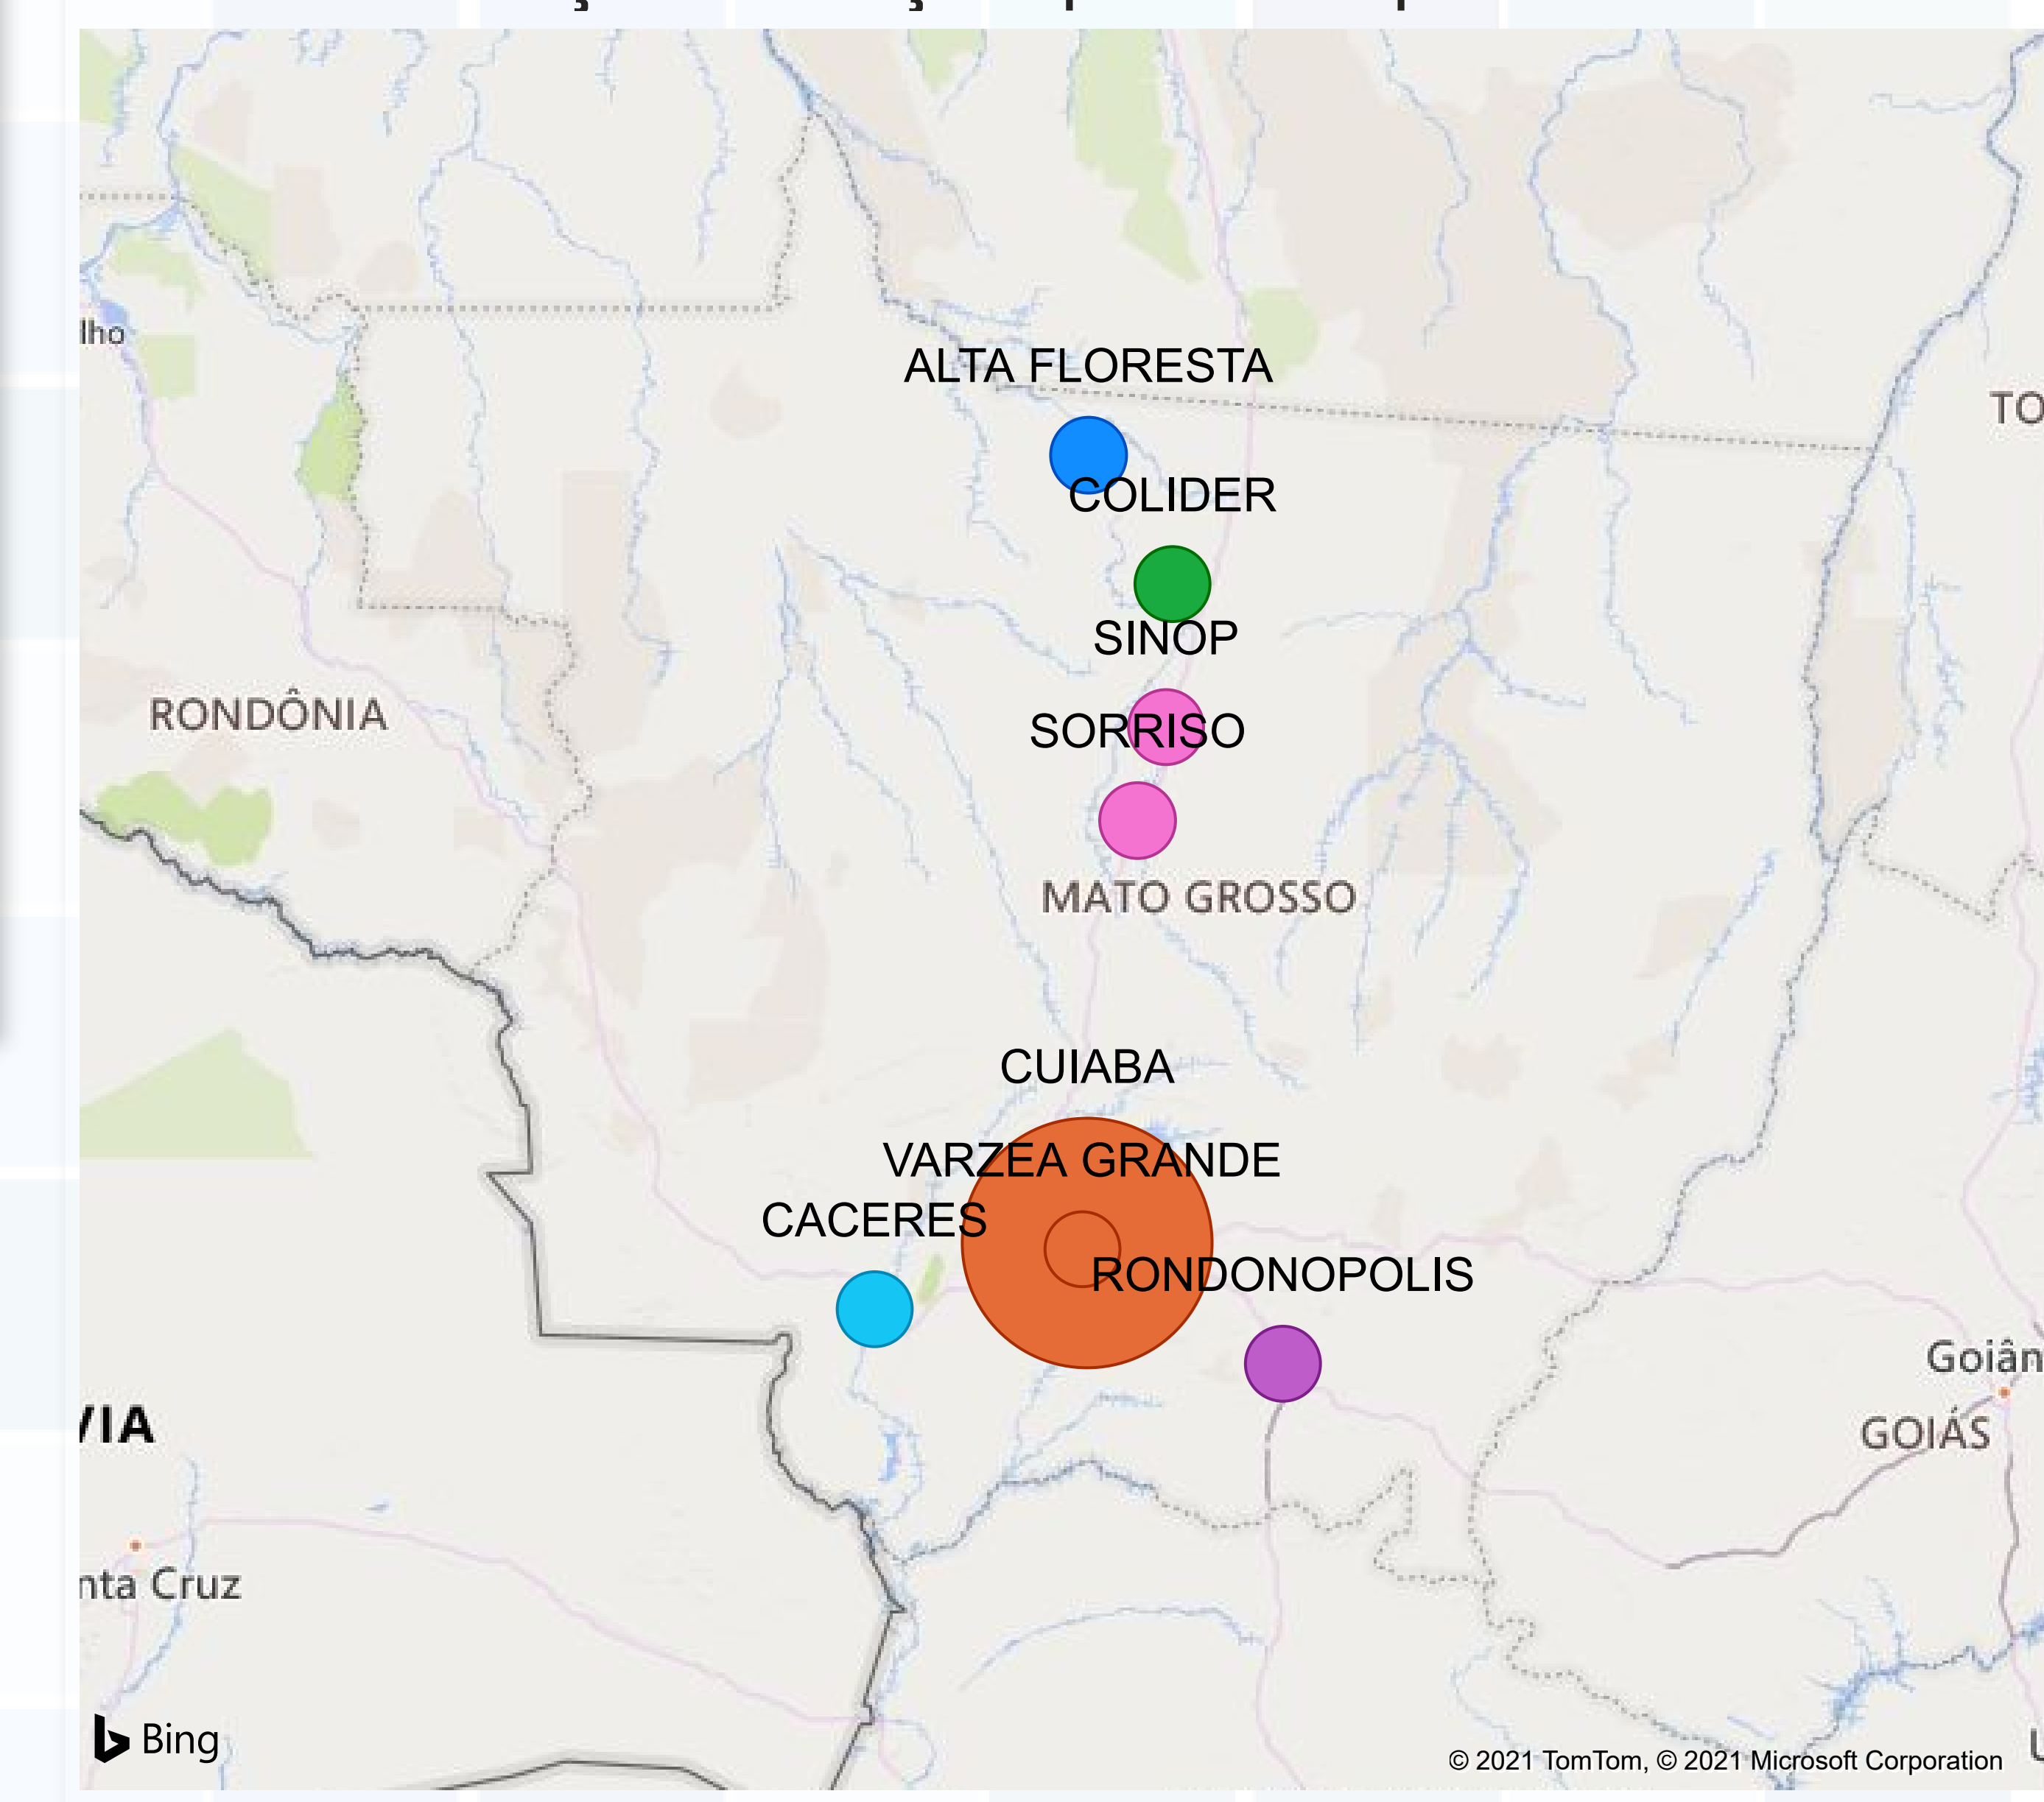 lho
ALTA FLORESTA
TO
COLIDER
SINOP
RONDÔNIA
SORRISO
MATO GROSSO
CUIABA
VARZEA GRANDE
CACERES
RONDONOPOLIS
Goiân
VIA
GOIÁS
nta Cruz
Bing
© 2021 TomTom, © 2021 Microsoft Corporation